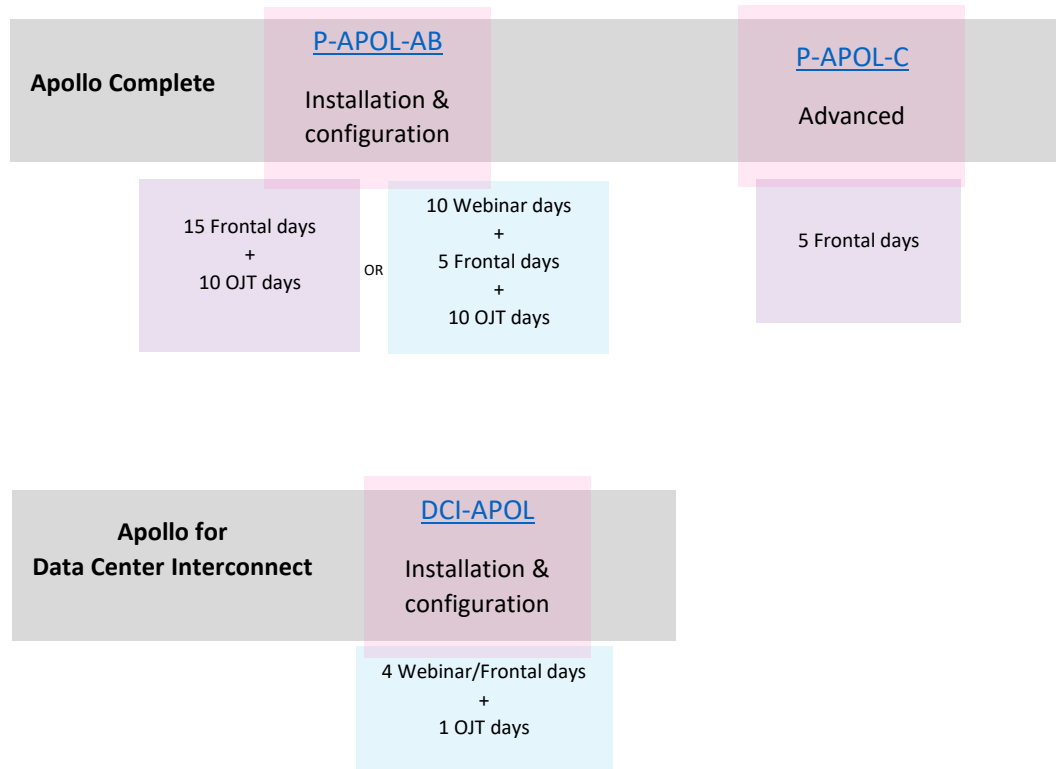 Apollo Complete
P-APOL-AB
Installation &
configuration
P-APOL-C
Advanced
15 Frontal days
+
10 OJT days
OR
10 Webinar days
+
5 Frontal days
+
10 OJT days
5 Frontal days
Apollo for
Data Center Interconnect
DCI-APOL
Installation &
configuration
4 Webinar/Frontal days
+
1 OJT days